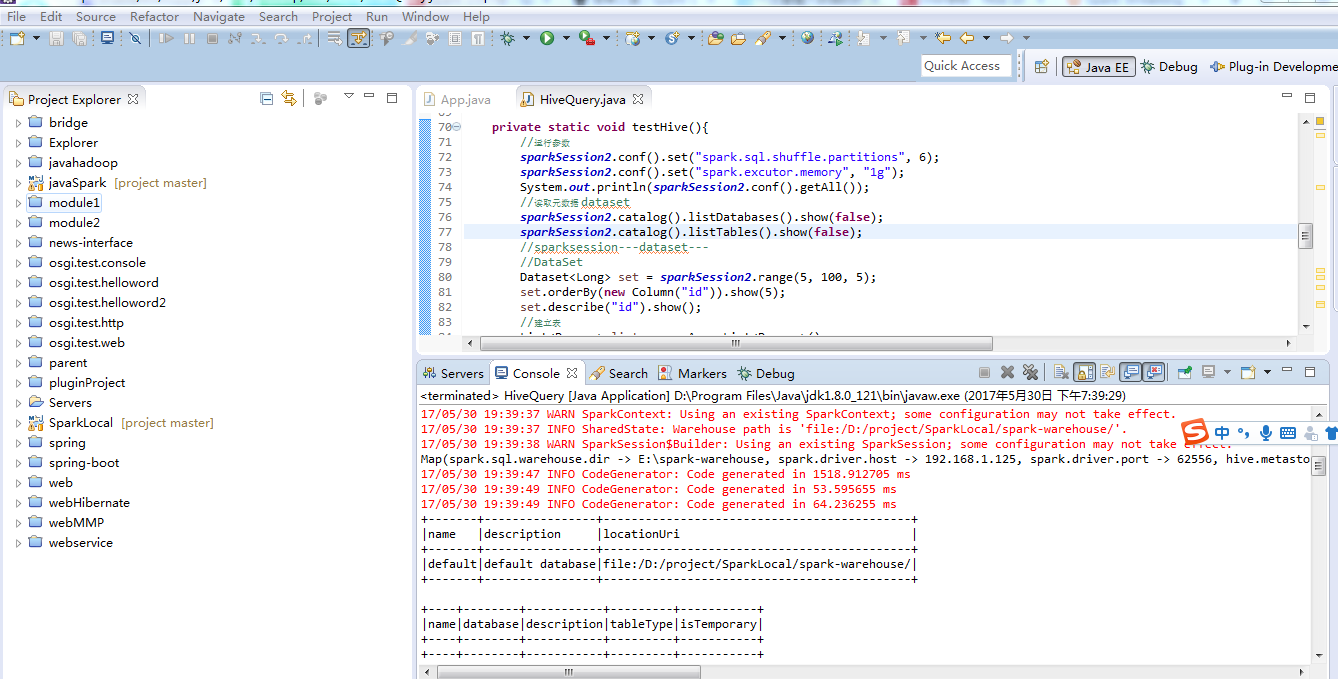 File Edit Source Refactor Navigate Search Project Run Window Help
Quick Access
Java EE
Debug
Plug-in Developme
Project Explorer
bridge
Explorer
javahadoop
javaSpark [project master]
module1
module2
news-interface
osgi.test.console
osgi.test.helloword
osgi.test.helloword2
osgi.test.http
osgi.test.web
parent
pluginProject
Servers
SparkLocal [project master]
spring
spring-boot
web
webHibernate
webMMP
webservice
App.java
HiveQuery.java
70 private static void testHive(){
71 //运行参数
72 sparkSession2.conf().set("spark.sql.shuffle.partitions", 6);
73 sparkSession2.conf().set("spark.excutor.memory", "1g");
74 System.out.println(sparkSession2.conf().getAll());
75 //读取元数据 dataset
76 sparkSession2.catalog().listDatabases().show(false);
77 sparkSession2.catalog().listTables().show(false);
78 //sparksession---dataset---
79 //DataSet
80 Dataset<Long> set = sparkSession2.range(5, 100, 5);
81 set.orderBy(new Column("id")).show(5);
82 set.describe("id").show();
83 //建立表
Servers Console Search Markers Debug
<terminated> HiveQuery [Java Application] D:\Program Files\Java\jdk1.8.0_121\bin\javaw.exe (2017年5月30日 下午7:39:29)
17/05/30 19:39:37 WARN SparkContext: Using an existing SparkContext; some configuration may not take effect.
17/05/30 19:39:37 INFO SharedState: Warehouse path is 'file:/D:/project/SparkLocal/spark-warehouse/'.
17/05/30 19:39:38 WARN SparkSession$Builder: Using an existing SparkSession; some configuration may not take effect.
Map(spark.sql.warehouse.dir -> E:\spark-warehouse, spark.driver.host -> 192.168.1.125, spark.driver.port -> 62556, hive.metasto
17/05/30 19:39:47 INFO CodeGenerator: Code generated in 1518.912705 ms
17/05/30 19:39:49 INFO CodeGenerator: Code generated in 53.595655 ms
17/05/30 19:39:49 INFO CodeGenerator: Code generated in 64.236255 ms
+-------+----------------+--------------------------------------------+
|name   |description     |locationUri                                 |
+-------+----------------+--------------------------------------------+
|default|default database|file:/D:/project/SparkLocal/spark-warehouse/|
+-------+----------------+--------------------------------------------+
+----+--------+-----------+---------+-----------+
|name|database|description|tableType|isTemporary|
+----+--------+-----------+---------+-----------+
+----+--------+-----------+---------+-----------+
中